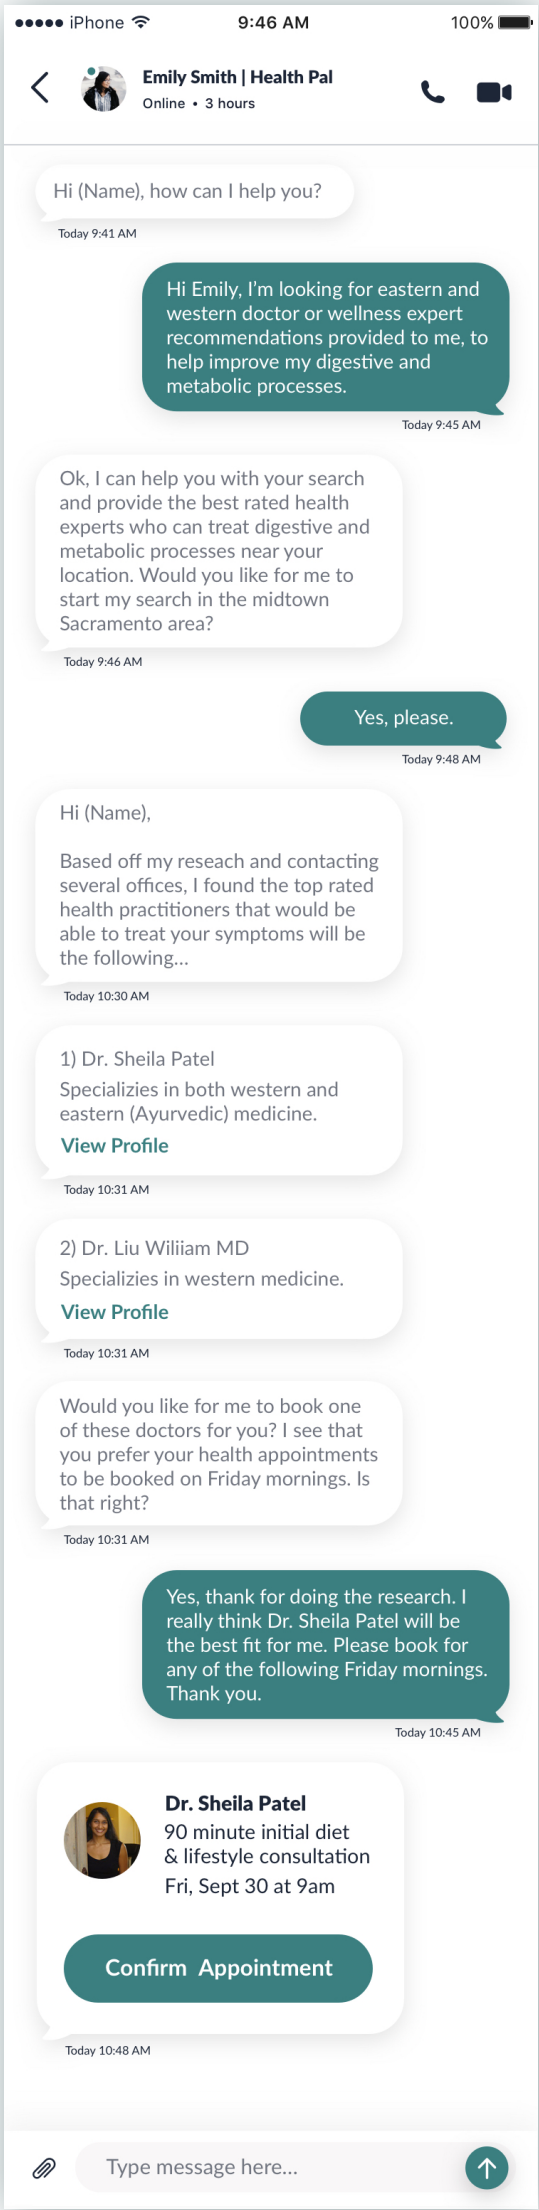 iPhone 9:46 AM 100%
Emily Smith | Health Pal
Online • 3 hours
Hi (Name), how can I help you?
Today 9:41 AM
Hi Emily, I'm looking for eastern and
western doctor or wellness expert
recommendations provided to me, to
help improve my digestive and
metabolic processes.
Today 9:45 AM
Ok, I can help you with your search
and provide the best rated health
experts who can treat digestive and
metabolic processes near your
location. Would you like for me to
start my search in the midtown
Sacramento area?
Today 9:46 AM
Yes, please.
Today 9:48 AM
Hi (Name),
Based off my reseach and contacting
several offices, I found the top rated
health practitioners that would be
able to treat your symptoms will be
the following...
Today 10:30 AM
1) Dr. Sheila Patel
Specializies in both western and
eastern (Ayurvedic) medicine.
View Profile
Today 10:31 AM
2) Dr. Liu Wiliiam MD
Specializies in western medicine.
View Profile
Today 10:31 AM
Would you like for me to book one
of these doctors for you? I see that
you prefer your health appointments
to be booked on Friday mornings. Is
that right?
Today 10:31 AM
Yes, thank for doing the research. I
really think Dr. Sheila Patel will be
the best fit for me. Please book for
any of the following Friday mornings.
Thank you.
Today 10:45 AM
Dr. Sheila Patel
90 minute initial diet
& lifestyle consultation
Fri, Sept 30 at 9am
Confirm Appointment
Today 10:48 AM
Type message here...